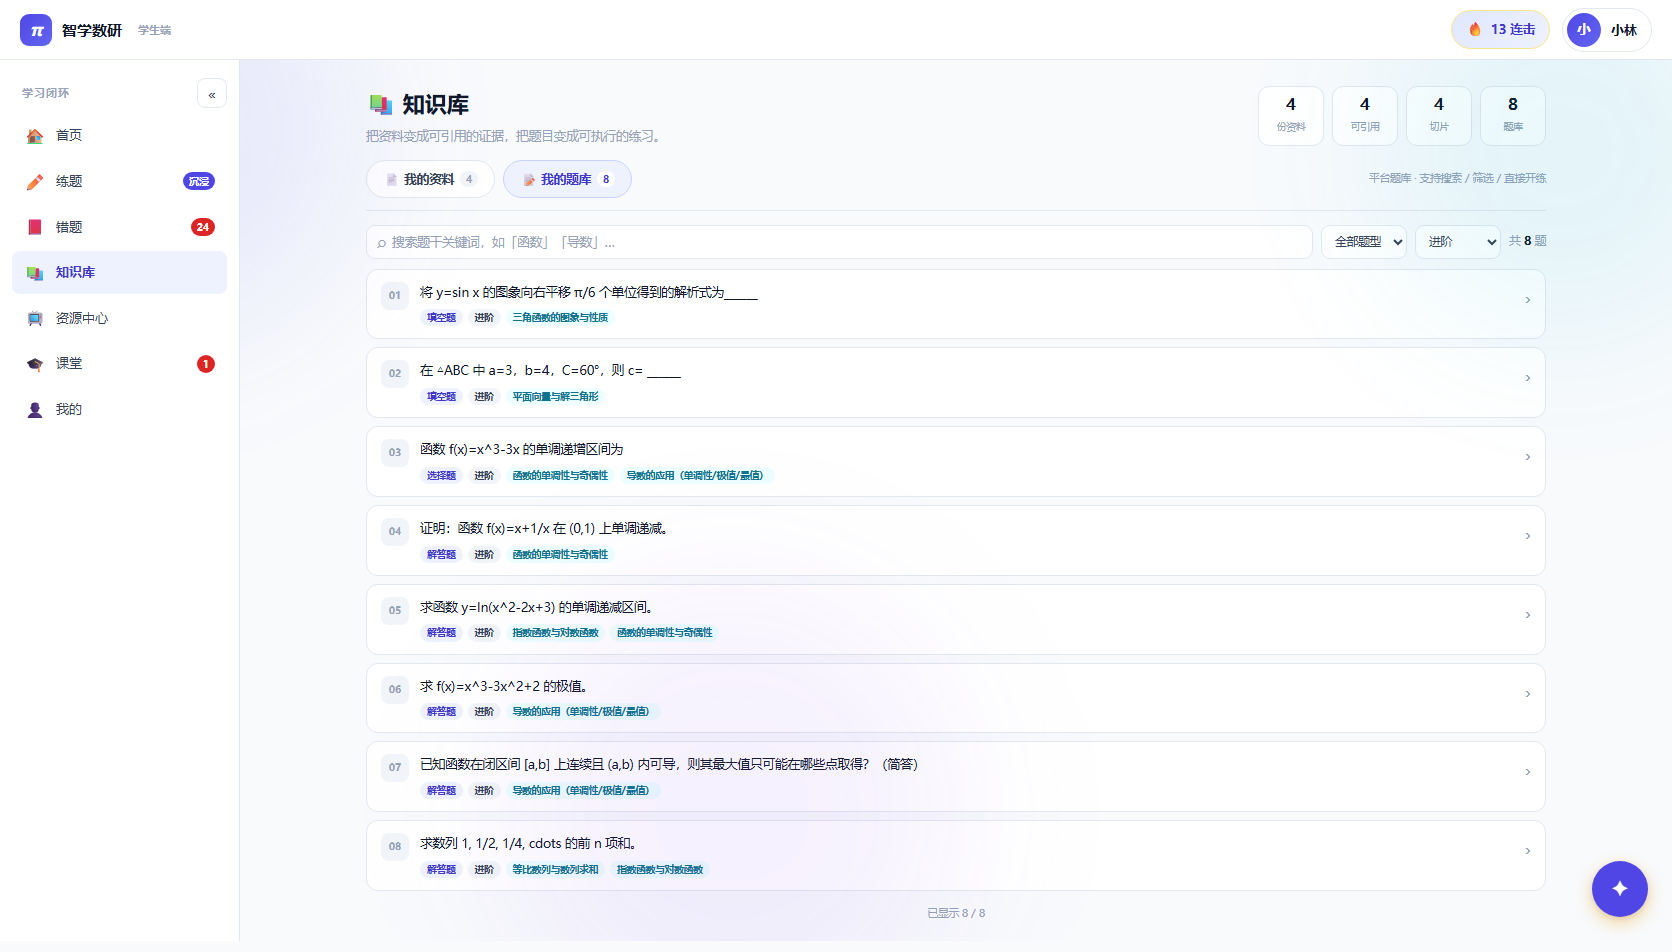 π 智学数研 学生端
13 连击 小 小林
学习闭环 «
首页
练题 沉浸
错题 24
知识库
资源中心
课堂 1
我的
知识库
把资料变成可引用的证据，把题目变成可执行的练习。
4 份资料
4 可引用
4 切片
8 题库
我的资料 4 我的题库 8
平台题库 · 支持搜索 / 筛选 / 直接开练
搜索题干关键词，如「函数」「导数」…
全部题型 进阶 共 8 题
01 将 y=sin x 的图象向右平移 π/6 个单位得到的解析式为______
填空题 进阶 三角函数的图象与性质
02 在 △ABC 中 a=3，b=4，C=60°，则 c= ______
填空题 进阶 平面向量与解三角形
03 函数 f(x)=x^3-3x 的单调递增区间为
选择题 进阶 函数的单调性与奇偶性 导数的应用（单调性/极值/最值）
04 证明：函数 f(x)=x+1/x 在 (0,1) 上单调递减。
解答题 进阶 函数的单调性与奇偶性
05 求函数 y=ln(x^2-2x+3) 的单调递减区间。
解答题 进阶 指数函数与对数函数 函数的单调性与奇偶性
06 求 f(x)=x^3-3x^2+2 的极值。
解答题 进阶 导数的应用（单调性/极值/最值）
07 已知函数在闭区间 [a,b] 上连续且 (a,b) 内可导，则其最大值只可能在哪些点取得？（简答）
解答题 进阶 导数的应用（单调性/极值/最值）
08 求数列 1, 1/2, 1/4, cdots 的前 n 项和。
解答题 进阶 等比数列与数列求和 指数函数与对数函数
已显示 8 / 8